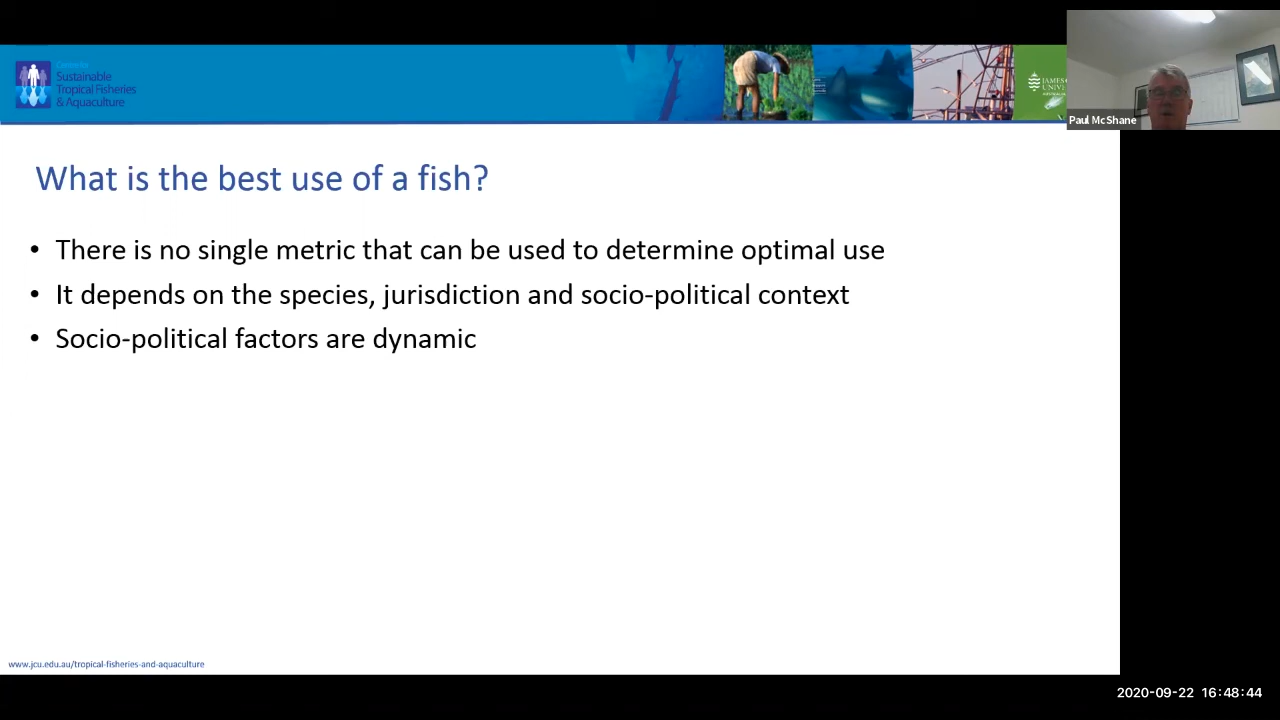 Centre for
Sustainable
Tropical Fisheries
& Aquaculture
Paul McShane
What is the best use of a fish?
• There is no single metric that can be used to determine optimal use
• It depends on the species, jurisdiction and socio-political context
• Socio-political factors are dynamic
www.jcu.edu.au/tropical-fisheries-and-aquaculture
2020-09-22 16:48:44